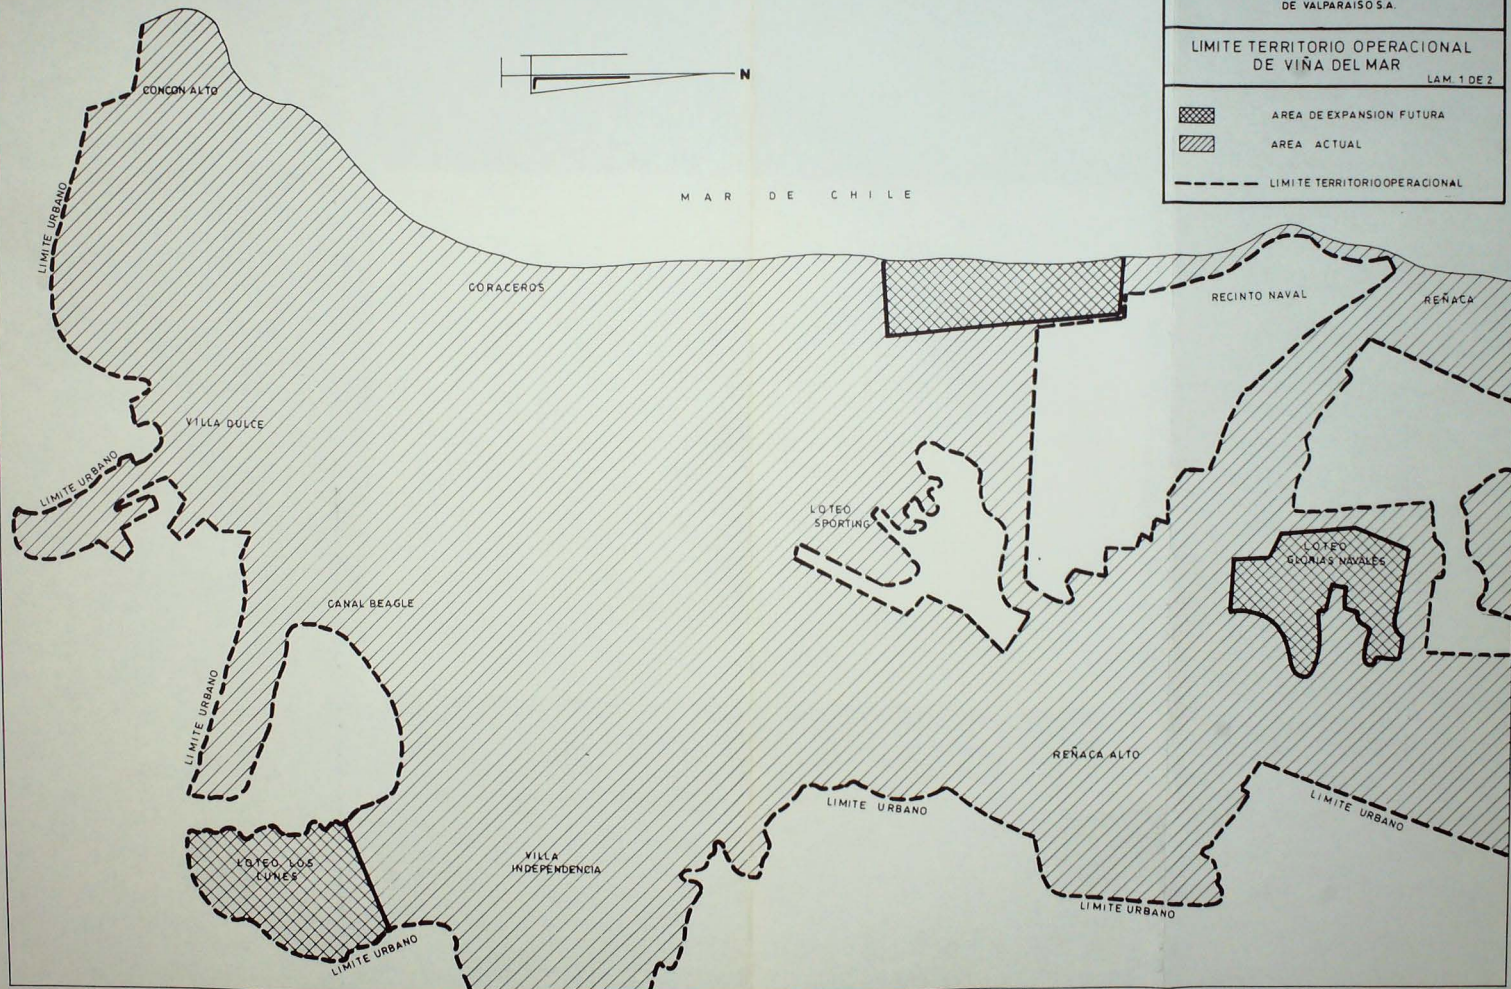 DE VALPARAISO S.A.
LIMITE TERRITORIO OPERACIONAL
DE VIÑA DEL MAR
LAM. 1 DE 2
AREA DE EXPANSION FUTURA
AREA ACTUAL
LIMITE TERRITORIO OPERACIONAL
N
CONCON ALTO
MAR DE CHILE
LIMITE URBANO
CORACEROS
RECINTO NAVAL
REÑACA
VILLA DULCE
LIMITE URBANO
LOTEO
SPORTING
LOTEO
GLORIAS NAVALES
CANAL BEAGLE
LIMITE URBANO
REÑACA ALTO
LIMITE URBANO
LIMITE URBANO
LOTEO LOS
LUNES
VILLA
INDEPENDENCIA
LIMITE URBANO
LIMITE URBANO